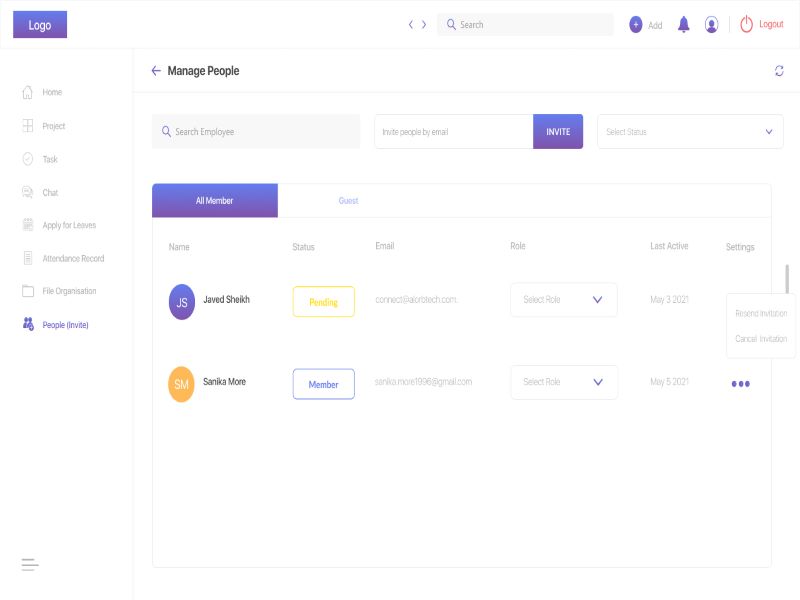 Logo
Search
Add
Logout
Manage People
Home
Project
Task
Chat
Apply for Leaves
Attendance Record
File Organisation
People (Invite)
Search Employee
Invite people by email
INVITE
Select Status
All Member
Guest
Name
Status
Email
Role
Last Active
Settings
JS
Javed Sheikh
Pending
Select Role
May 3 2021
Resend Invitation
Cancel Invitation
SM
Sanika More
Member
sanika.more1996@gmail.com
Select Role
May 5 2021